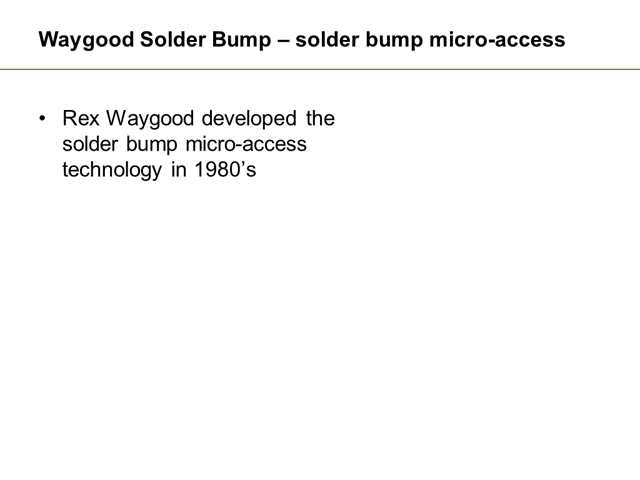 Waygood Solder Bump – solder bump micro-access
• Rex Waygood developed the
solder bump micro-access
technology in 1980’s